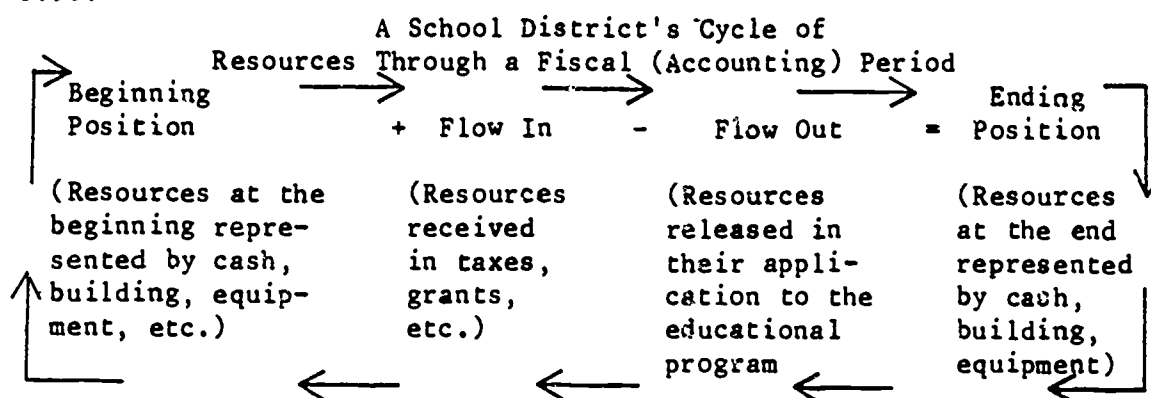 A School District's Cycle of
Resources Through a Fiscal (Accounting) Period
Beginning Position + Flow In - Flow Out = Ending Position
(Resources at the
beginning repre-
sented by cash,
building, equip-
ment, etc.)
(Resources
received
in taxes,
grants,
etc.)
(Resources
released in
their appli-
cation to the
educational
program
(Resources
at the end
represented
by cash,
building,
equipment)